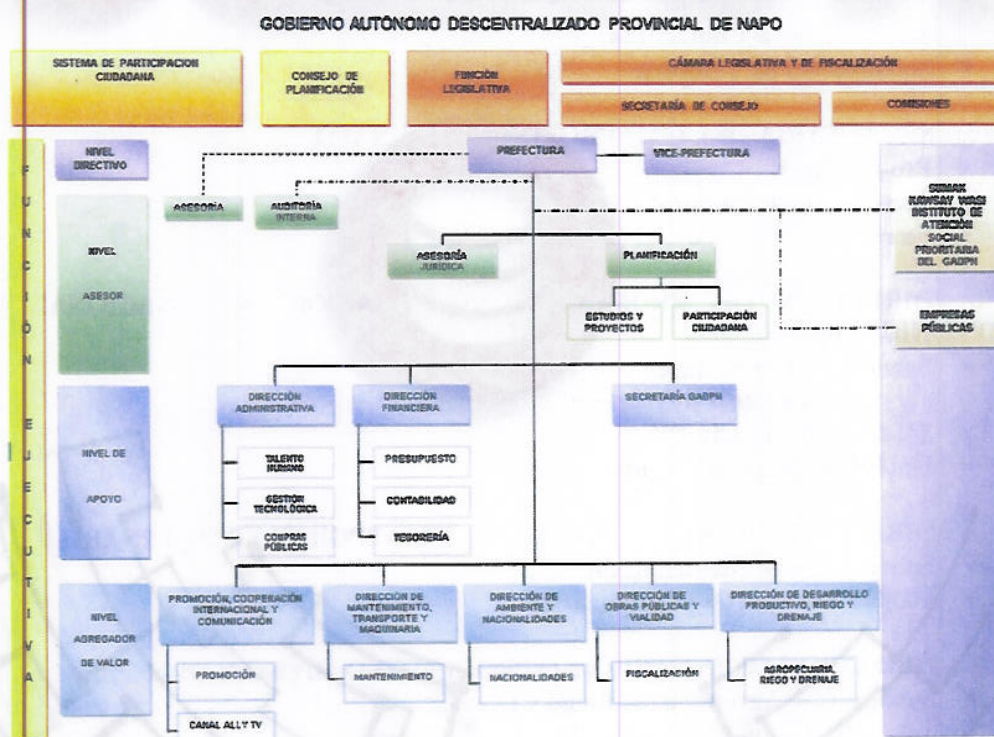 GOBIERNO AUTÓNOMO DESCENTRALIZADO PROVINCIAL DE NAPO
SISTEMA DE PARTICIPACION
CIUDADANA
CONSEJO DE
PLANIFICACIÓN
FUNCIÓN
LEGISLATIVA
CÁMARA LEGISLATIVA Y DE FISCALIZACIÓN
SECRETARÍA DE CONSEJO
COMISIONES
FUNCIÓN EJECUTIVA
NIVEL
DIRECTIVO
PREFECTURA
VICE-PREFECTURA
NIVEL
ASESOR
ASESORÍA
AUDITORÍA
INTERNA
ASESORÍA
JURÍDICA
PLANIFICACIÓN
ESTUDIOS Y
PROYECTOS
PARTICIPACIÓN
CIUDADANA
SUMAK
KAWSAY WASI
INSTITUTO DE
ATENCIÓN
SOCIAL
PRIORITARIA
DEL GADPN
EMPRESAS
PÚBLICAS
NIVEL DE
APOYO
DIRECCIÓN
ADMINISTRATIVA
TALENTO
HUMANO
GESTIÓN
TECNOLÓGICA
COMPRAS
PÚBLICAS
DIRECCIÓN
FINANCIERA
PRESUPUESTO
CONTABILIDAD
TESORERÍA
SECRETARÍA GADPN
NIVEL
AGREGADOR
DE VALOR
PROMOCIÓN, COOPERACIÓN
INTERNACIONAL Y
COMUNICACIÓN
PROMOCIÓN
CANAL ALLY TV
DIRECCIÓN DE
MANTENIMIENTO,
TRANSPORTE Y
MAQUINARIA
MANTENIMIENTO
DIRECCIÓN DE
AMBIENTE Y
NACIONALIDADES
NACIONALIDADES
DIRECCIÓN DE
OBRAS PÚBLICAS Y
VIALIDAD
FISCALIZACIÓN
DIRECCIÓN DE DESARROLLO
PRODUCTIVO, RIEGO Y
DRENAJE
AGROPECUARIA,
RIEGO Y DRENAJE